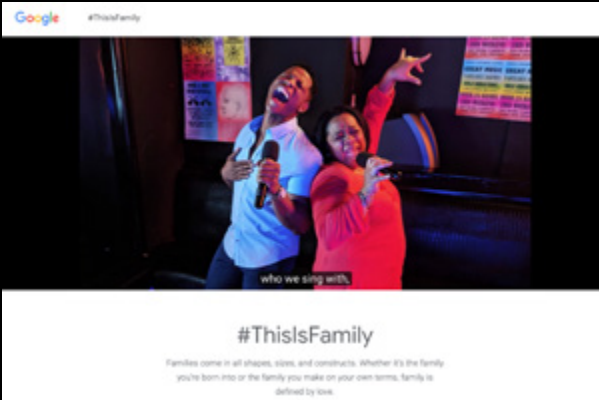 Google #ThisIsFamily
who we sing with,
#ThisIsFamily
Families come in all shapes, sizes, and constructs. Whether it's the family
you're born into or the family you make on your own terms, family is
defined by love.